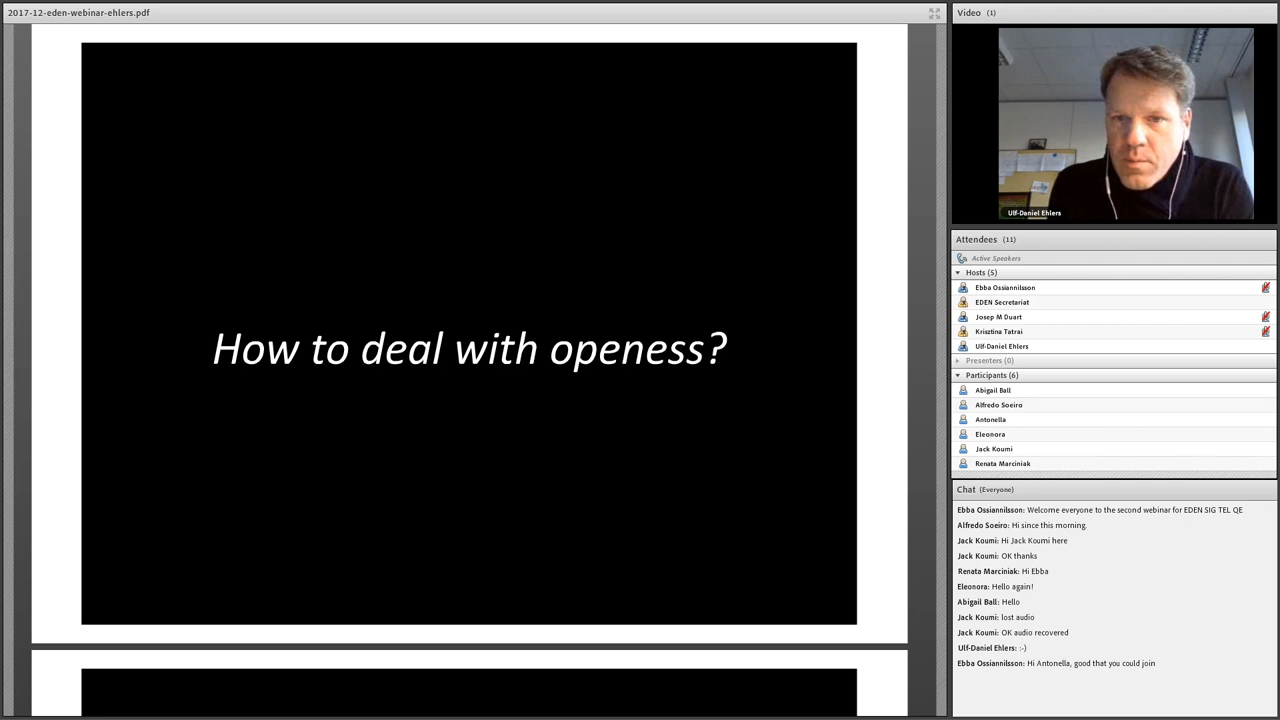 2017-12-eden-webinar-ehlers.pdf
How to deal with openess?
Video (1)
Ulf-Daniel Ehlers
Attendees (11)
Active Speakers
Hosts (5)
Ebba Ossiannilsson
EDEN Secretariat
Josep M Duart
Krisztina Tatrai
Ulf-Daniel Ehlers
Presenters (0)
Participants (6)
Abigail Ball
Alfredo Soeiro
Antonella
Eleonora
Jack Koumi
Renata Marciniak
Chat (Everyone)
Ebba Ossiannilsson: Welcome everyone to the second webinar for EDEN SIG TEL QE
Alfredo Soeiro: Hi since this morning.
Jack Koumi: Hi Jack Koumi here
Jack Koumi: OK thanks
Renata Marciniak: Hi Ebba
Eleonora: Hello again!
Abigail Ball: Hello
Jack Koumi: lost audio
Jack Koumi: OK audio recovered
Ulf-Daniel Ehlers: :-)
Ebba Ossiannilsson: Hi Antonella, good that you could join